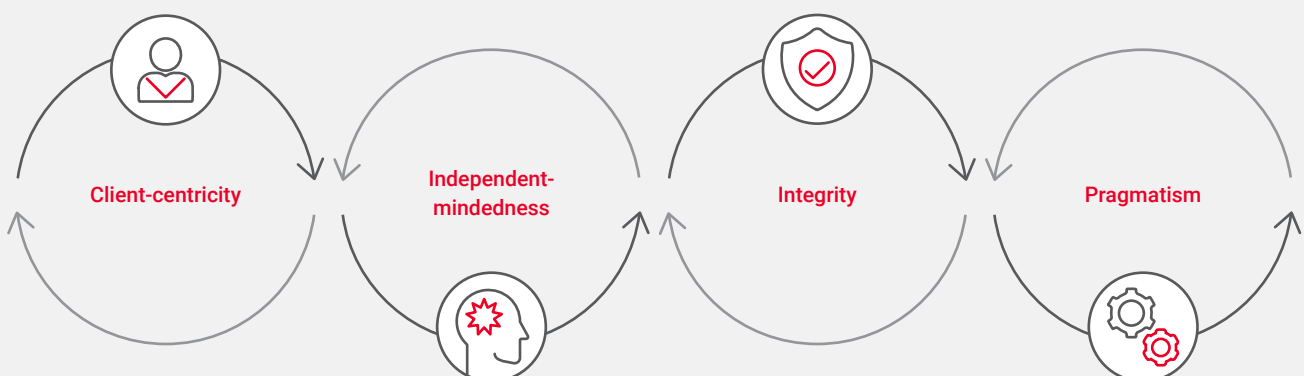 Client-centricity
Independent-
mindedness
Integrity
Pragmatism